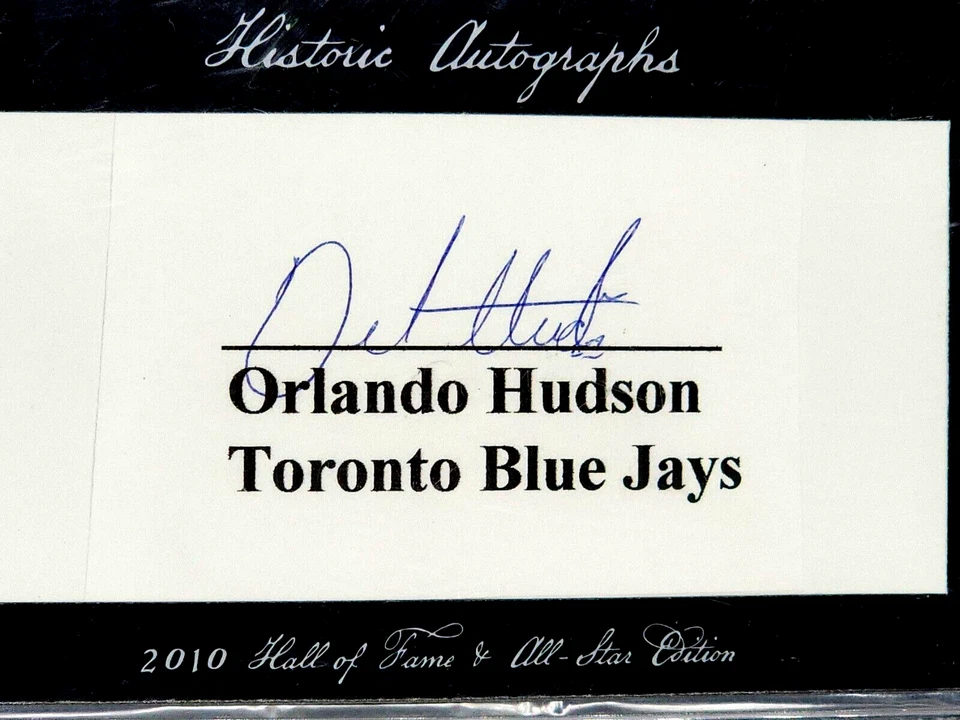 Historic Autographs
Orlando Hudson
Toronto Blue Jays
2010 Hall of Fame & All-Star Edition